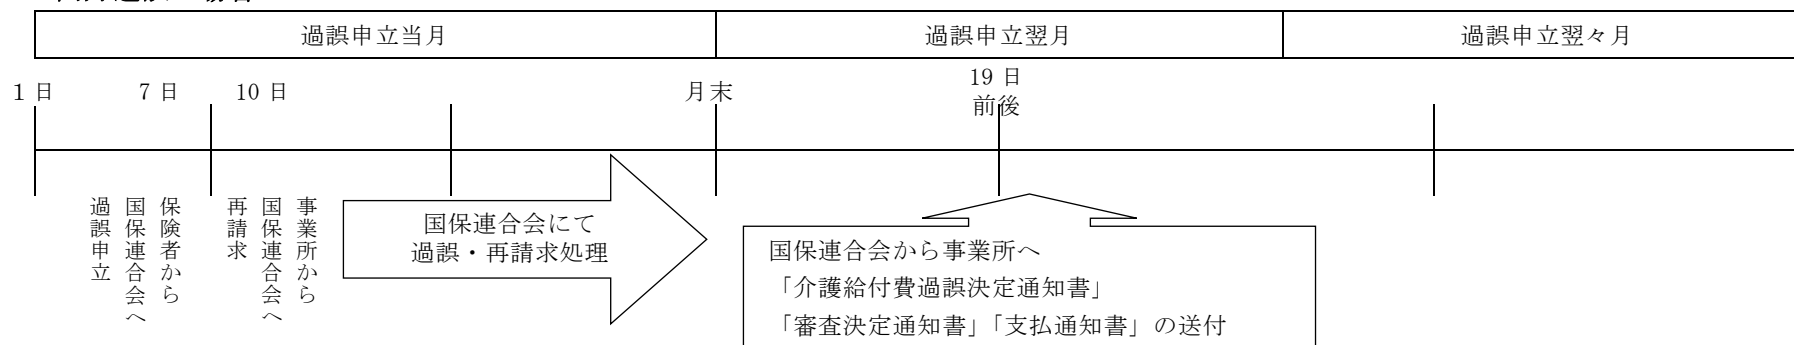 過誤申立当月
過誤申立翌月
過誤申立翌々月
1日
7日
10日
月末
19日
前後
保険者から
国保連合会へ
過誤申立
事業所から
国保連合会へ
再請求
国保連合会にて
過誤・再請求処理
国保連合会から事業所へ
「介護給付費過誤決定通知書」
「審査決定通知書」「支払通知書」の送付